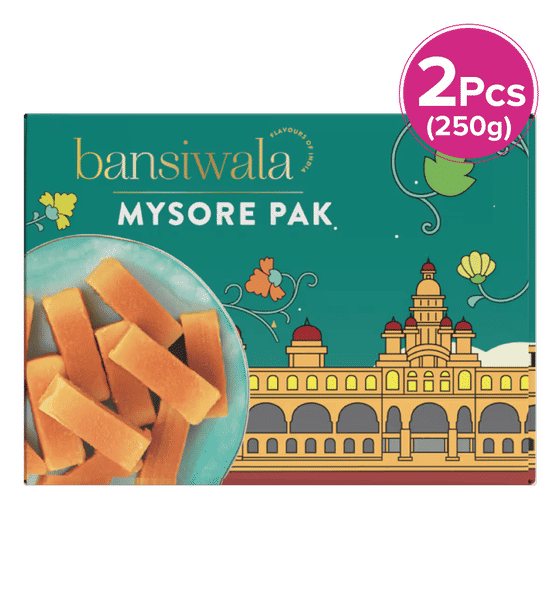 2Pcs
(250g)
bansiwala
FLAVOURS OF INDIA
MYSORE PAK